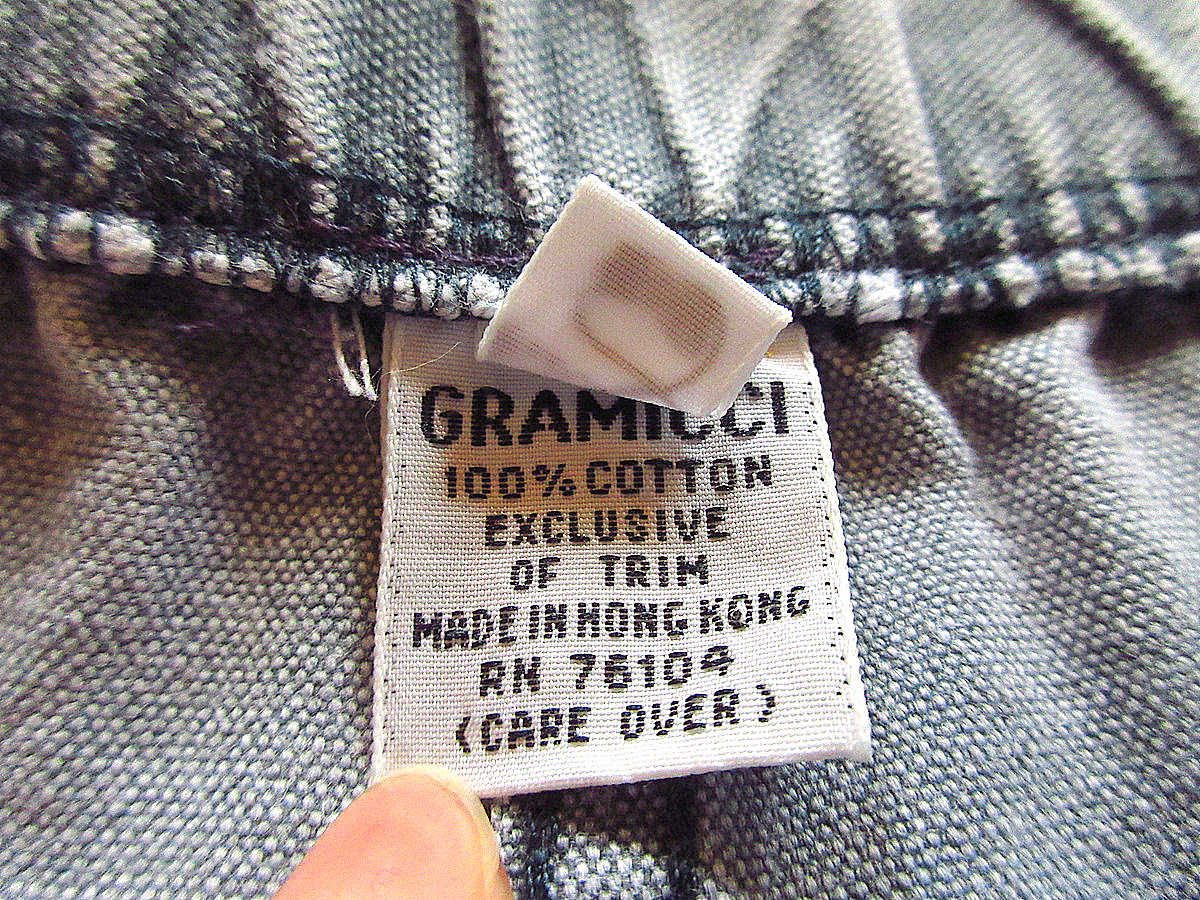 GRAMICCI
100% COTTON
EXCLUSIVE
OF TRIM
MADE IN HONG KONG
RN 76104
(CARE OVER)